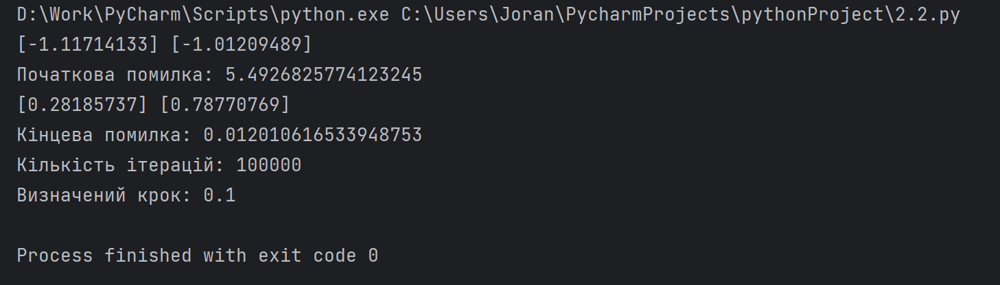 D:\Work\PyCharm\Scripts\python.exe C:\Users\Joran\PycharmProjects\pythonProject\2.2.py
[-1.11714133] [-1.01209489]
Початкова помилка: 5.4926825774123245
[0.28185737] [0.78770769]
Кінцева помилка: 0.012010616533948753
Кількість ітерацій: 100000
Визначений крок: 0.1
Process finished with exit code 0